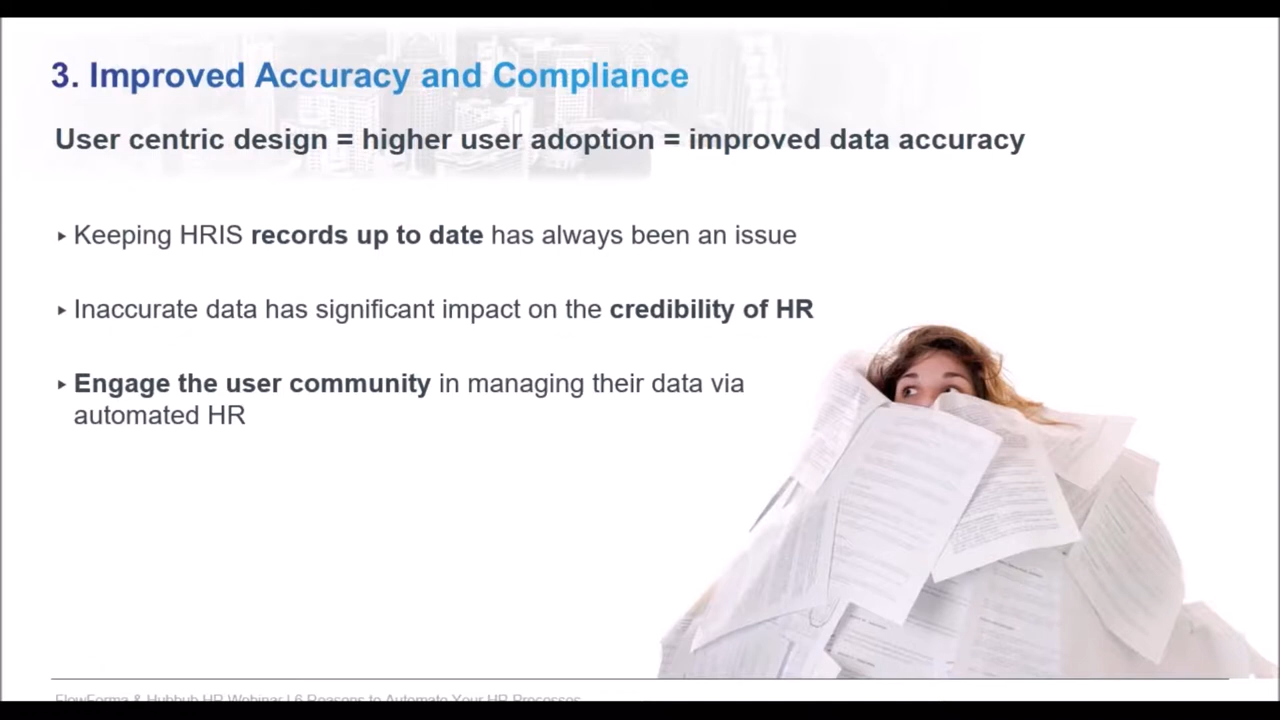 3. Improved Accuracy and Compliance
User centric design = higher user adoption = improved data accuracy
▸ Keeping HRIS records up to date has always been an issue
▸ Inaccurate data has significant impact on the credibility of HR
▸ Engage the user community in managing their data via
automated HR
FlowForma & Hubbub HR Webinar | 6 Reasons to Automate Your HR Processes